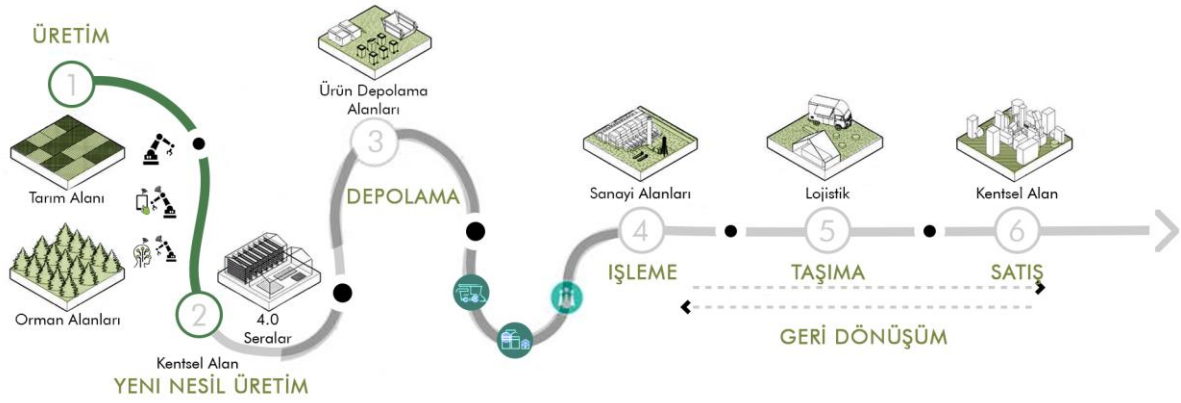 ÜRETİM
1
Tarım Alanı
Orman Alanları
2
Kentsel Alan
YENI NESİL ÜRETİM
4.0
Seralar
Ürün Depolama
Alanları
3
DEPOLAMA
Sanayi Alanları
4
IŞLEME
Lojistik
5
TAŞIMA
Kentsel Alan
6
SATIŞ
GERİ DÖNÜŞÜM